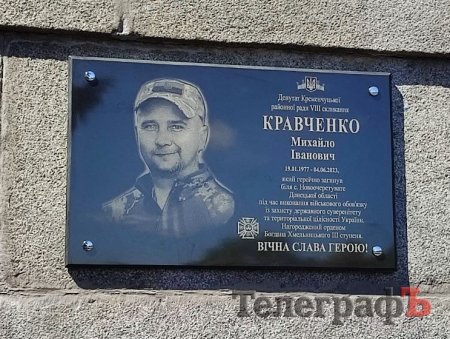 Депутат Кременчуцької
районної ради VIII скликання
КРАВЧЕНКО
Михайло
Іванович
19.01.1977 - 04.06.2023,
який героїчно загинув
біля с. Новочеретувате
Донецької області
під час виконання військового обов'язку
із захисту державного суверенітету
та територіальної цілісності України.
Нагороджений орденом
Богдана Хмельницького III ступеня.
ВІЧНА СЛАВА ГЕРОЮ!
ТелеграфЪ